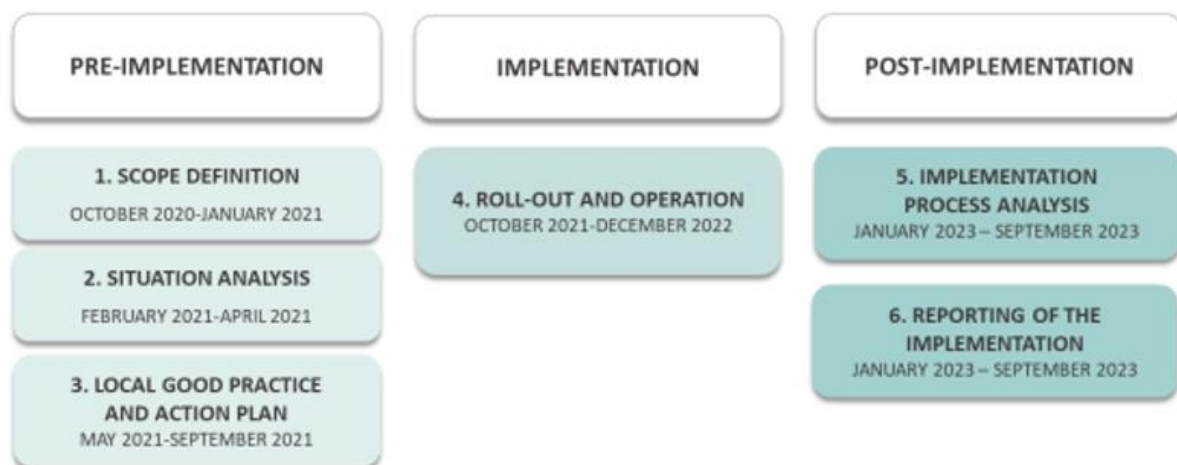 PRE-IMPLEMENTATION
1. SCOPE DEFINITION
OCTOBER 2020-JANUARY 2021
2. SITUATION ANALYSIS
FEBRUARY 2021-APRIL 2021
3. LOCAL GOOD PRACTICE
AND ACTION PLAN
MAY 2021-SEPTEMBER 2021
IMPLEMENTATION
4. ROLL-OUT AND OPERATION
OCTOBER 2021-DECEMBER 2022
POST-IMPLEMENTATION
5. IMPLEMENTATION
PROCESS ANALYSIS
JANUARY 2023 – SEPTEMBER 2023
6. REPORTING OF THE
IMPLEMENTATION
JANUARY 2023 – SEPTEMBER 2023